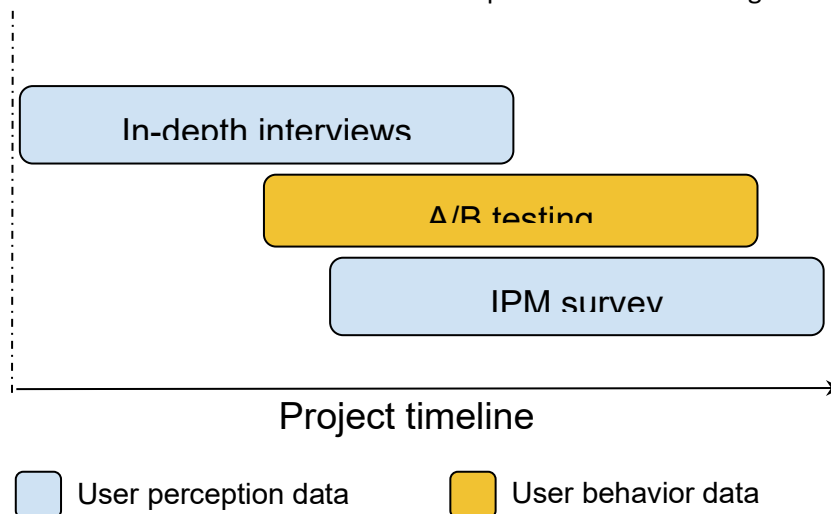 In-depth interviews
A/B testing
IPM survey
Project timeline
User perception data
User behavior data